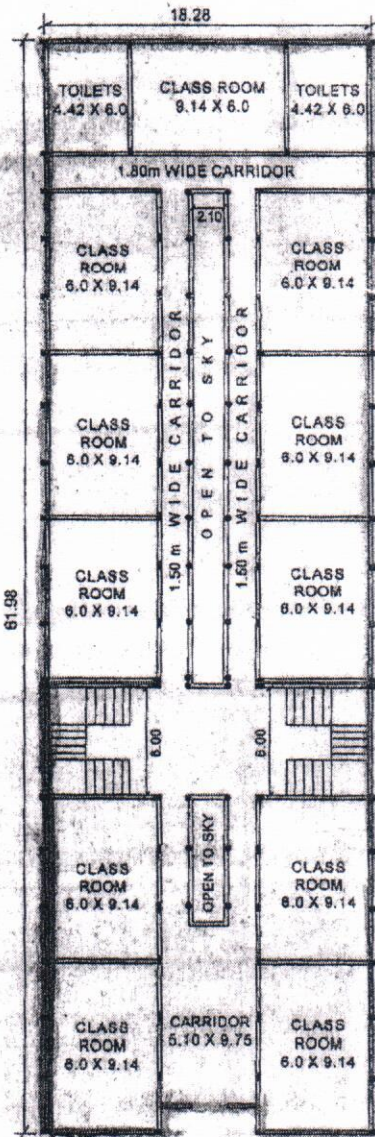 18.28
TOILETS
4.42 X 6.0
CLASS ROOM
9.14 X 6.0
TOILETS
4.42 X 6.0
1.80m WIDE CARRIDOR
2.10
CLASS
ROOM
6.0 X 9.14
CLASS
ROOM
6.0 X 9.14
1.50 m WIDE CARRIDOR
OPEN TO SKY
1.50 m WIDE CARRIDOR
CLASS
ROOM
6.0 X 9.14
CLASS
ROOM
6.0 X 9.14
61.98
CLASS
ROOM
6.0 X 9.14
CLASS
ROOM
6.0 X 9.14
6.00
6.00
CLASS
ROOM
6.0 X 9.14
OPEN TO SKY
CLASS
ROOM
6.0 X 9.14
CLASS
ROOM
6.0 X 9.14
CARRIDOR
5.10 X 9.75
CLASS
ROOM
6.0 X 9.14